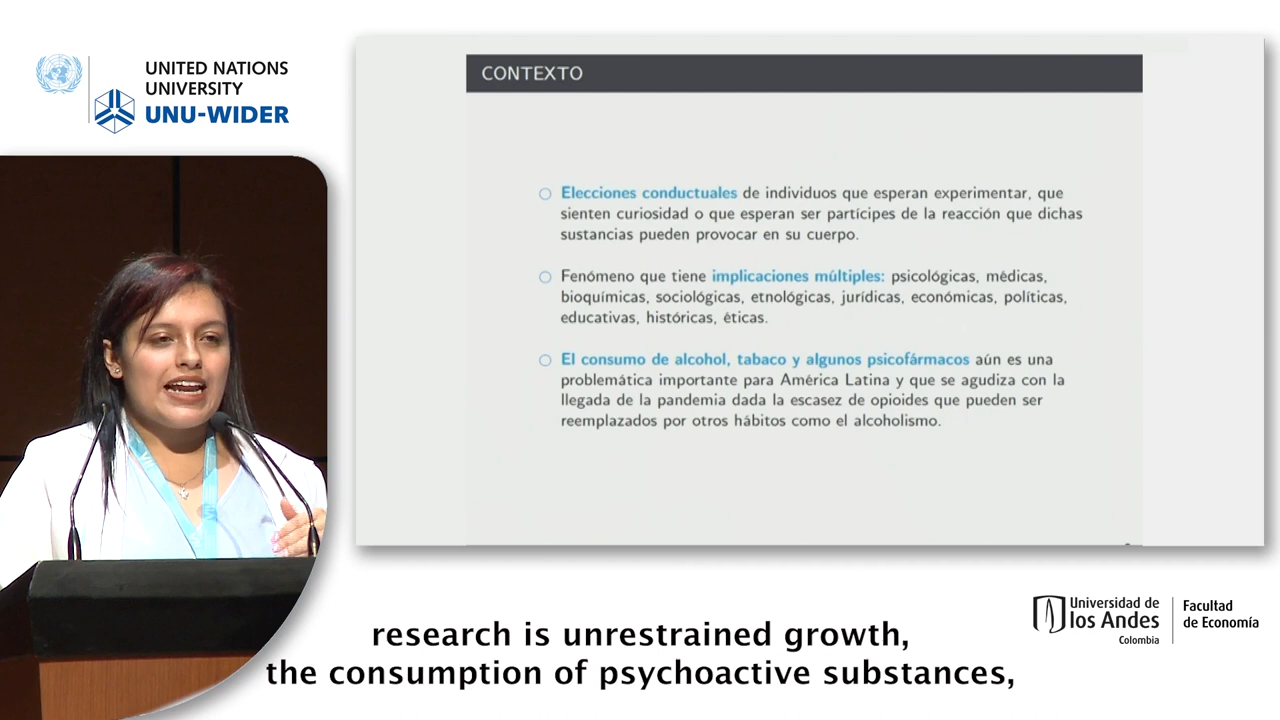 UNITED NATIONS
UNIVERSITY
UNU-WIDER
CONTEXTO
Elecciones conductuales de individuos que esperan experimentar, que
sienten curiosidad o que esperan ser partícipes de la reacción que dichas
sustancias pueden provocar en su cuerpo.
Fenómeno que tiene implicaciones múltiples: psicológicas, médicas,
bioquímicas, sociológicas, etnológicas, jurídicas, económicas, políticas,
educativas, históricas, éticas.
El consumo de alcohol, tabaco y algunos psicofármacos aún es una
problemática importante para América Latina y que se agudiza con la
llegada de la pandemia dada la escasez de opioides que pueden ser
reemplazados por otros hábitos como el alcoholismo.
research is unrestrained growth,
the consumption of psychoactive substances,
Universidad de
los Andes
Colombia
Facultad
de Economía